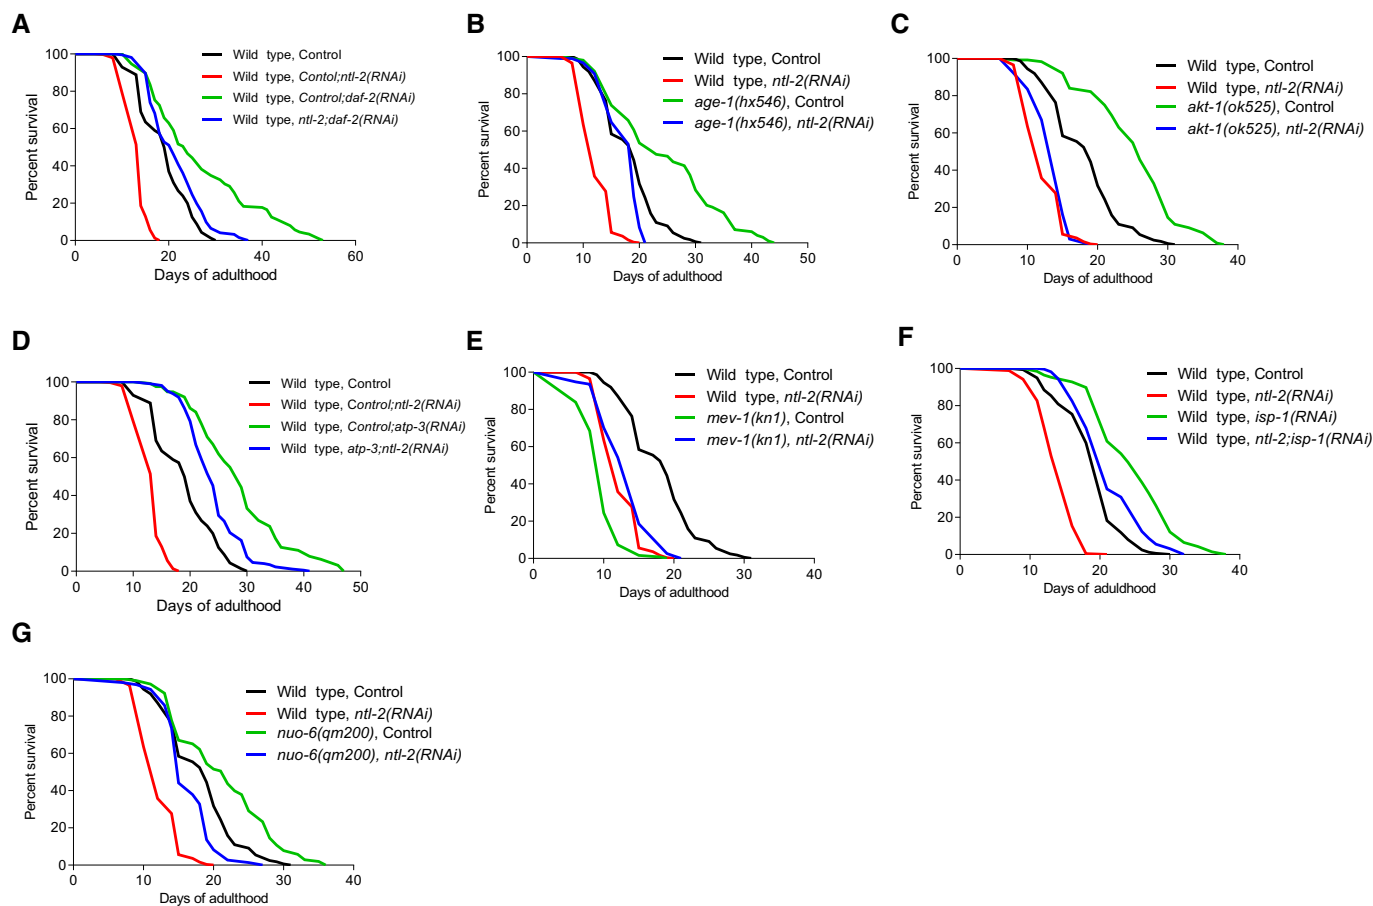 A
Wild type, Control
Wild type, Contol;ntl-2(RNAi)
Wild type, Control;daf-2(RNAi)
Wild type, ntl-2;daf-2(RNAi)
Percent survival
100
80
60
40
20
0
0 20 40 60
Days of adulthood
B
Wild type, Control
Wild type, ntl-2(RNAi)
age-1(hx546), Control
age-1(hx546), ntl-2(RNAi)
Percent survival
100
80
60
40
20
0
0 10 20 30 40 50
Days of adulthood
C
Wild type, Control
Wild type, ntl-2(RNAi)
akt-1(ok525), Control
akt-1(ok525), ntl-2(RNAi)
Percent survival
100
80
60
40
20
0
0 10 20 30 40
Days of adulthood
D
Wild type, Control
Wild type, Control;ntl-2(RNAi)
Wild type, Control;atp-3(RNAi)
Wild type, atp-3;ntl-2(RNAi)
Percent survival
100
80
60
40
20
0
0 10 20 30 40 50
Days of adulthood
E
Wild type, Control
Wild type, ntl-2(RNAi)
mev-1(kn1), Control
mev-1(kn1), ntl-2(RNAi)
Percent survival
100
80
60
40
20
0
0 10 20 30 40
Days of adulthood
F
Wild type, Control
Wild type, ntl-2(RNAi)
Wild type, isp-1(RNAi)
Wild type, ntl-2;isp-1(RNAi)
Percent survival
100
80
60
40
20
0
0 10 20 30 40
Days of aduldhood
G
Wild type, Control
Wild type, ntl-2(RNAi)
nuo-6(qm200), Control
nuo-6(qm200), ntl-2(RNAi)
Percent survival
100
80
60
40
20
0
0 10 20 30 40
Days of adulthood